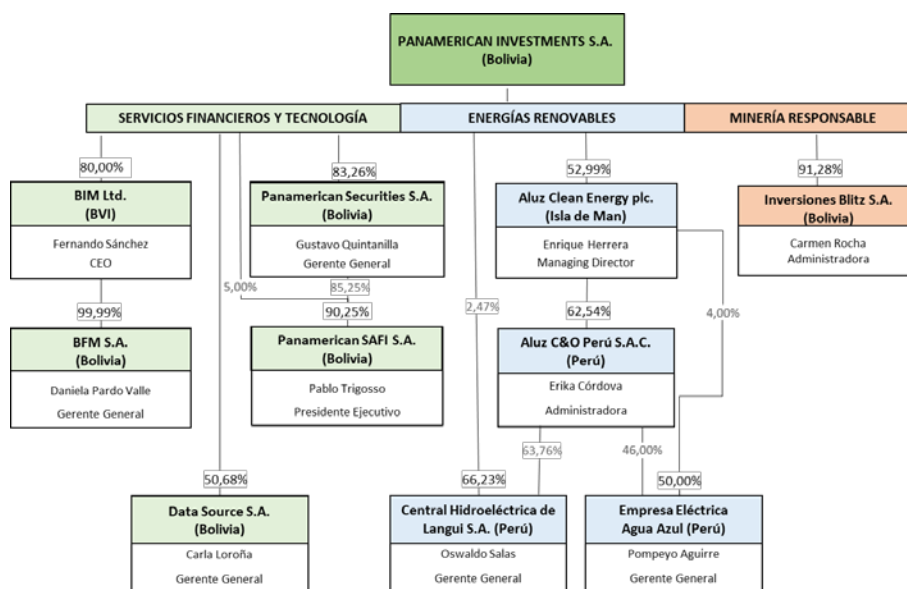 PANAMERICAN INVESTMENTS S.A.
(Bolivia)
SERVICIOS FINANCIEROS Y TECNOLOGÍA
ENERGÍAS RENOVABLES
MINERÍA RESPONSABLE
80,00%
83,26%
52,99%
91,28%
BIM Ltd.
(BVI)
Fernando Sánchez
CEO
Panamerican Securities S.A.
(Bolivia)
Gustavo Quintanilla
Gerente General
Aluz Clean Energy plc.
(Isla de Man)
Enrique Herrera
Managing Director
Inversiones Blitz S.A.
(Bolivia)
Carmen Rocha
Administradora
5,00%
85,25%
2,47%
4,00%
99,99%
90,25%
62,54%
BFM S.A.
(Bolivia)
Daniela Pardo Valle
Gerente General
Panamerican SAFI S.A.
(Bolivia)
Pablo Trigosso
Presidente Ejecutivo
Aluz C&O Perú S.A.C.
(Perú)
Erika Córdova
Administradora
63,76%
46,00%
50,68%
66,23%
50,00%
Data Source S.A.
(Bolivia)
Carla Loroña
Gerente General
Central Hidroeléctrica de
Langui S.A. (Perú)
Oswaldo Salas
Gerente General
Empresa Eléctrica
Agua Azul (Perú)
Pompeyo Aguirre
Gerente General